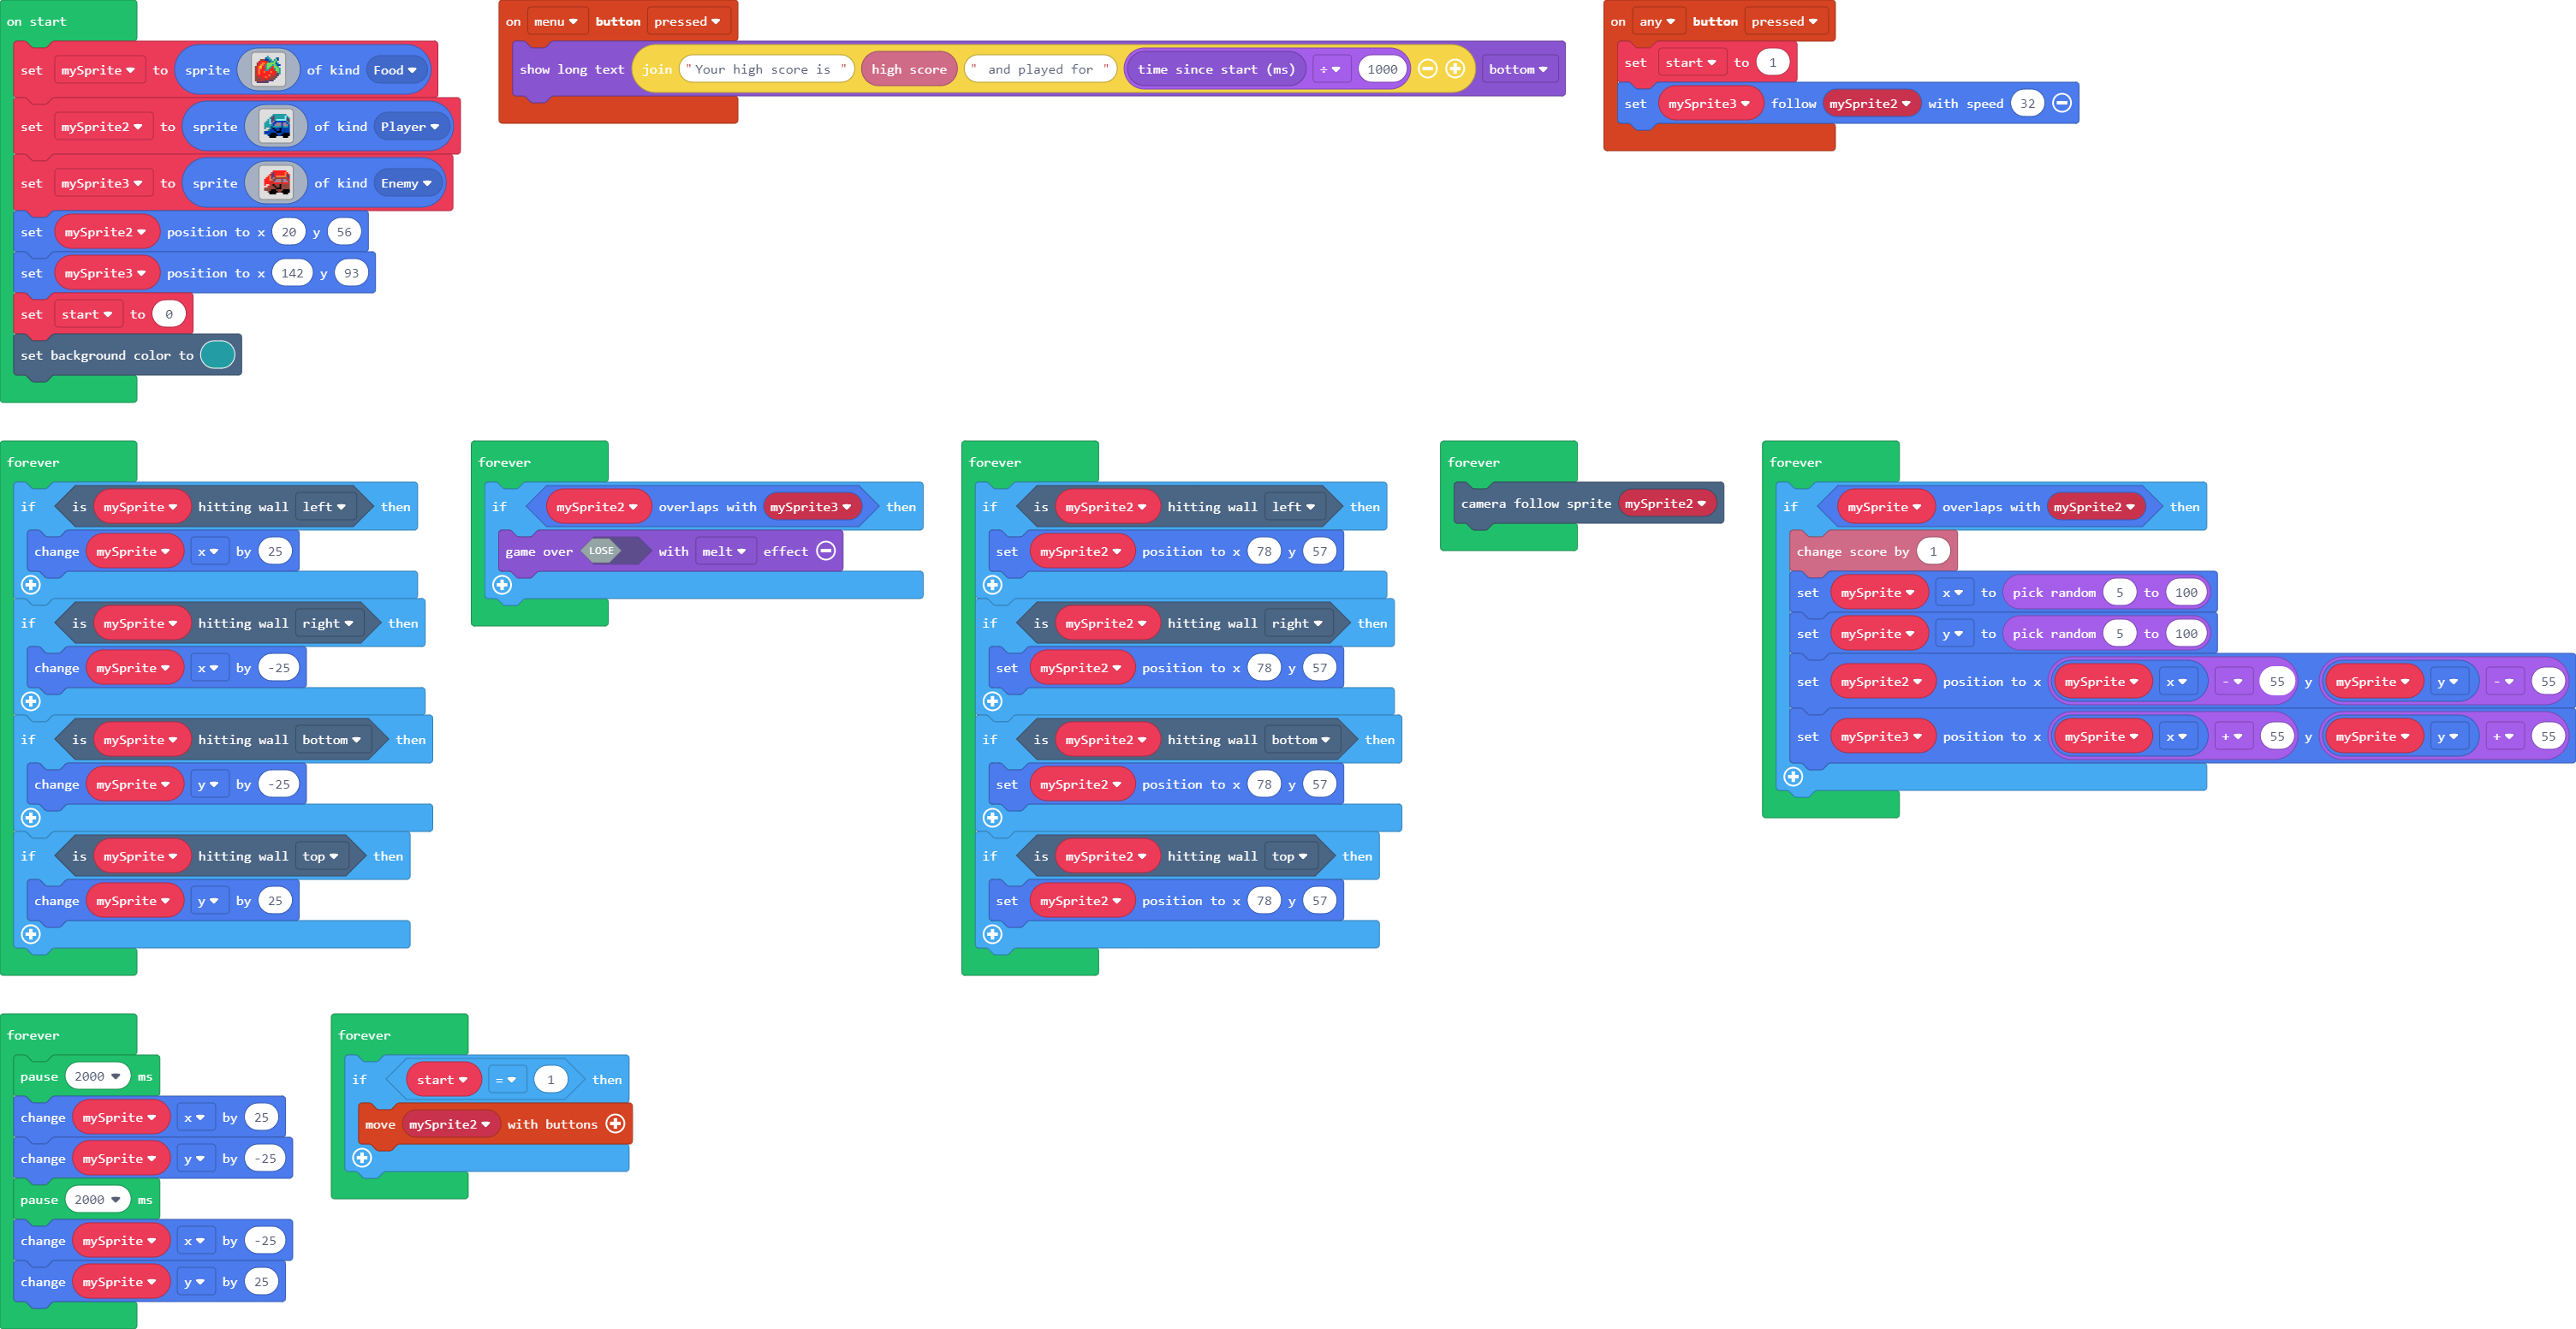 on start
set mySprite to sprite of kind Food
set mySprite2 to sprite of kind Player
set mySprite3 to sprite of kind Enemy
set mySprite2 position to x 20 y 56
set mySprite3 position to x 142 y 93
set start to 0
set background color to
on menu button pressed
show long text join "Your high score is " high score " and played for " time since start (ms) ÷ 1000 bottom
on any button pressed
set start to 1
set mySprite3 follow mySprite2 with speed 32
forever
if is mySprite hitting wall left then
change mySprite x by 25
if is mySprite hitting wall right then
change mySprite x by -25
if is mySprite hitting wall bottom then
change mySprite y by -25
if is mySprite hitting wall top then
change mySprite y by 25
forever
if mySprite2 overlaps with mySprite3 then
game over LOSE with melt effect
forever
if is mySprite2 hitting wall left then
set mySprite2 position to x 78 y 57
if is mySprite2 hitting wall right then
set mySprite2 position to x 78 y 57
if is mySprite2 hitting wall bottom then
set mySprite2 position to x 78 y 57
if is mySprite2 hitting wall top then
set mySprite2 position to x 78 y 57
forever
camera follow sprite mySprite2
forever
if mySprite overlaps with mySprite2 then
change score by 1
set mySprite x to pick random 5 to 100
set mySprite y to pick random 5 to 100
set mySprite2 position to x mySprite x - 55 y mySprite y - 55
set mySprite3 position to x mySprite x + 55 y mySprite y + 55
forever
pause 2000 ms
change mySprite x by 25
change mySprite y by -25
pause 2000 ms
change mySprite x by -25
change mySprite y by 25
forever
if start = 1 then
move mySprite2 with buttons